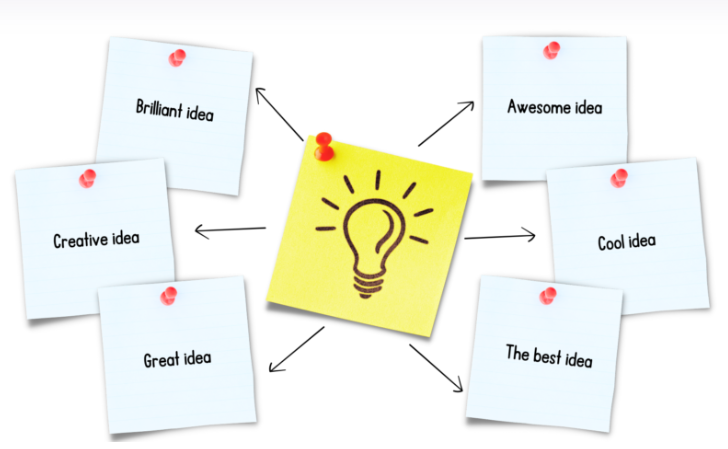 Brilliant idea
Awesome idea
Creative idea
Cool idea
Great idea
The best idea